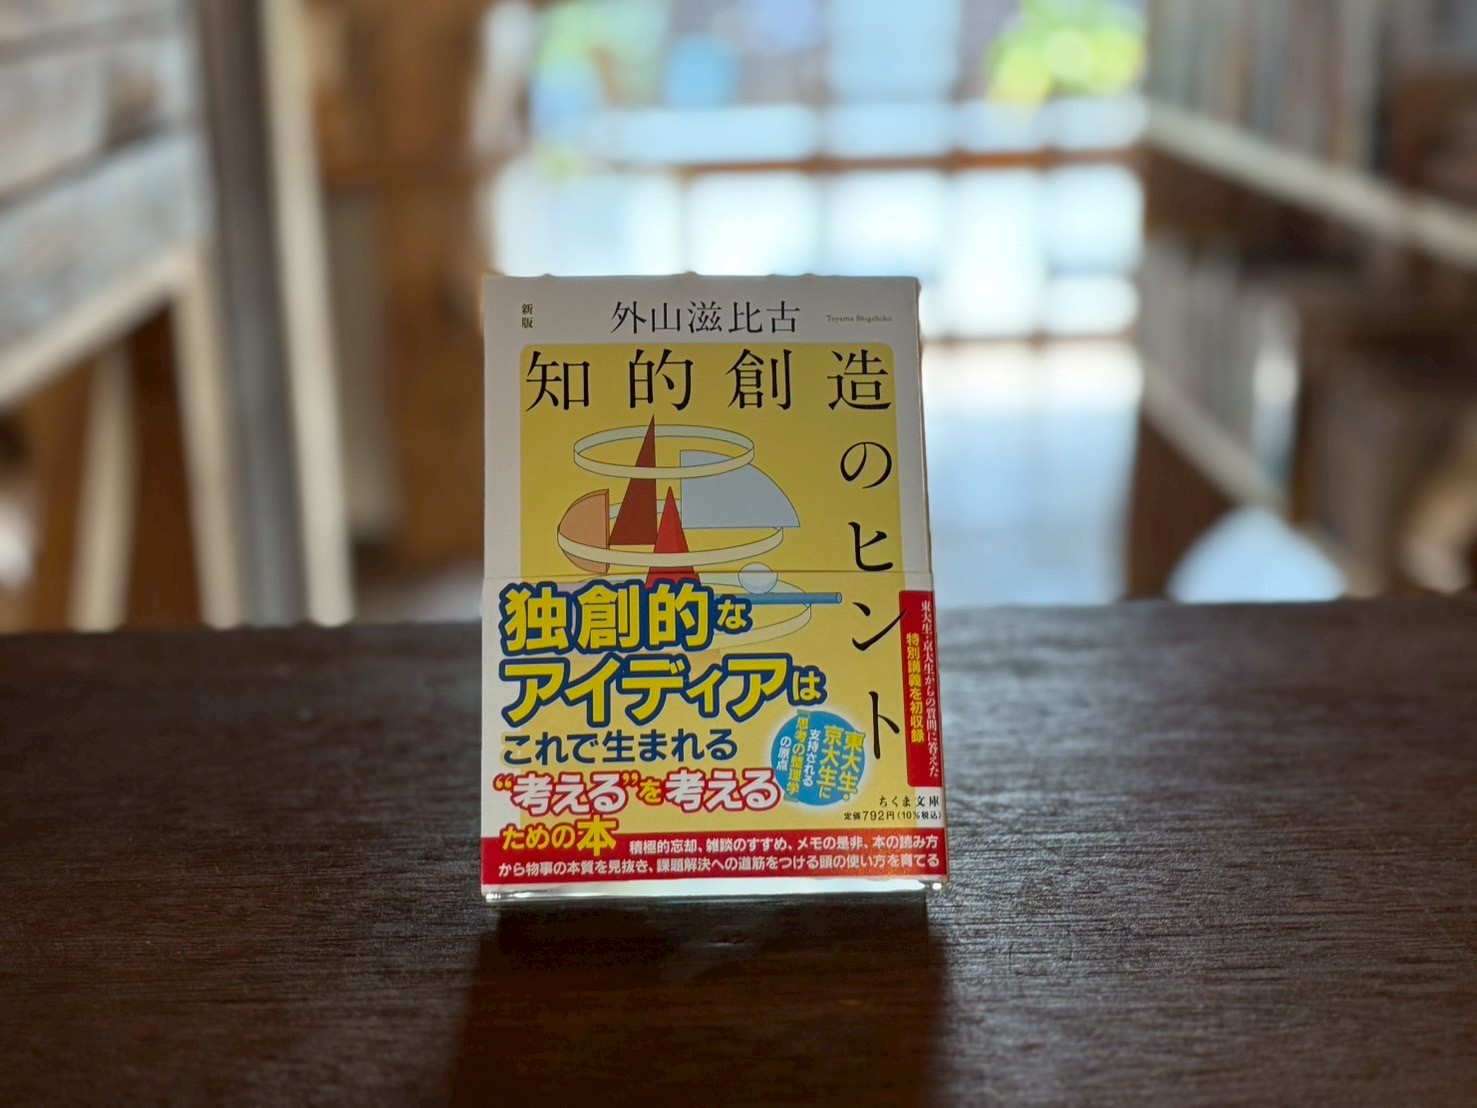 新版
外山滋比古
Toyama Shigehiko
知的創造
のヒント
独創的な
アイディアは
これで生まれる
“考える”を考える
ための本
東大生・
京大生に
支持される
『思考の整理学』
の原点
東大生・京大生からの質問に答えた
特別講義を初収録
ちくま文庫
定価792円(10%税込)
積極的忘却、雑談のすすめ、メモの是非、本の読み方
から物事の本質を見抜き、課題解決への道筋をつける頭の使い方を育てる